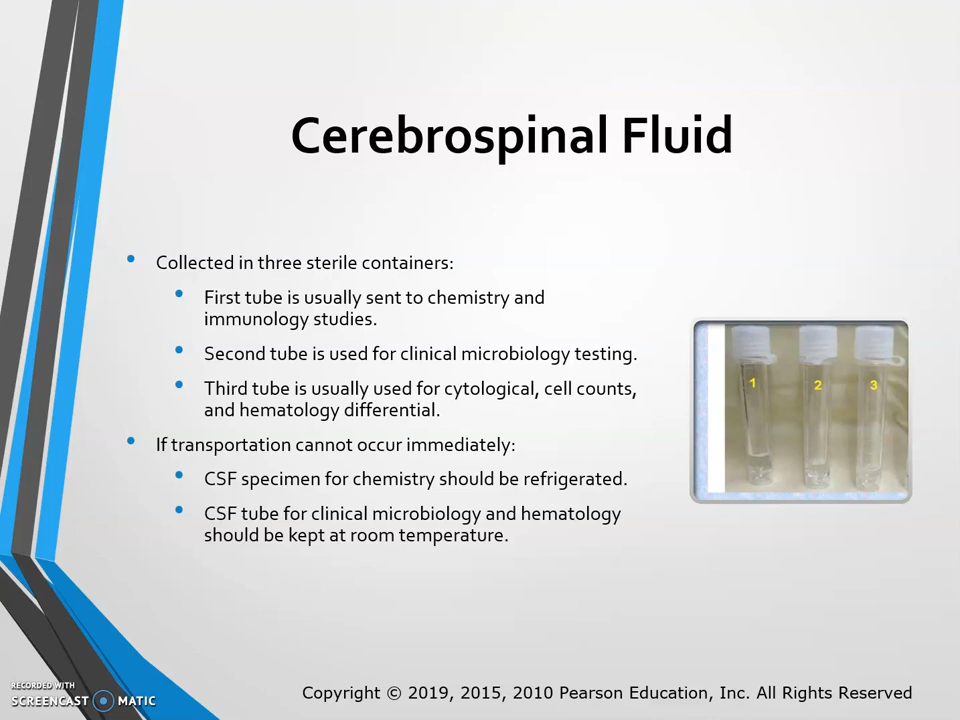 Cerebrospinal Fluid
Collected in three sterile containers:
First tube is usually sent to chemistry and
immunology studies.
Second tube is used for clinical microbiology testing.
Third tube is usually used for cytological, cell counts,
and hematology differential.
If transportation cannot occur immediately:
CSF specimen for chemistry should be refrigerated.
CSF tube for clinical microbiology and hematology
should be kept at room temperature.
1 2 3
RECORDED WITH
SCREENCAST MATIC
Copyright © 2019, 2015, 2010 Pearson Education, Inc. All Rights Reserved